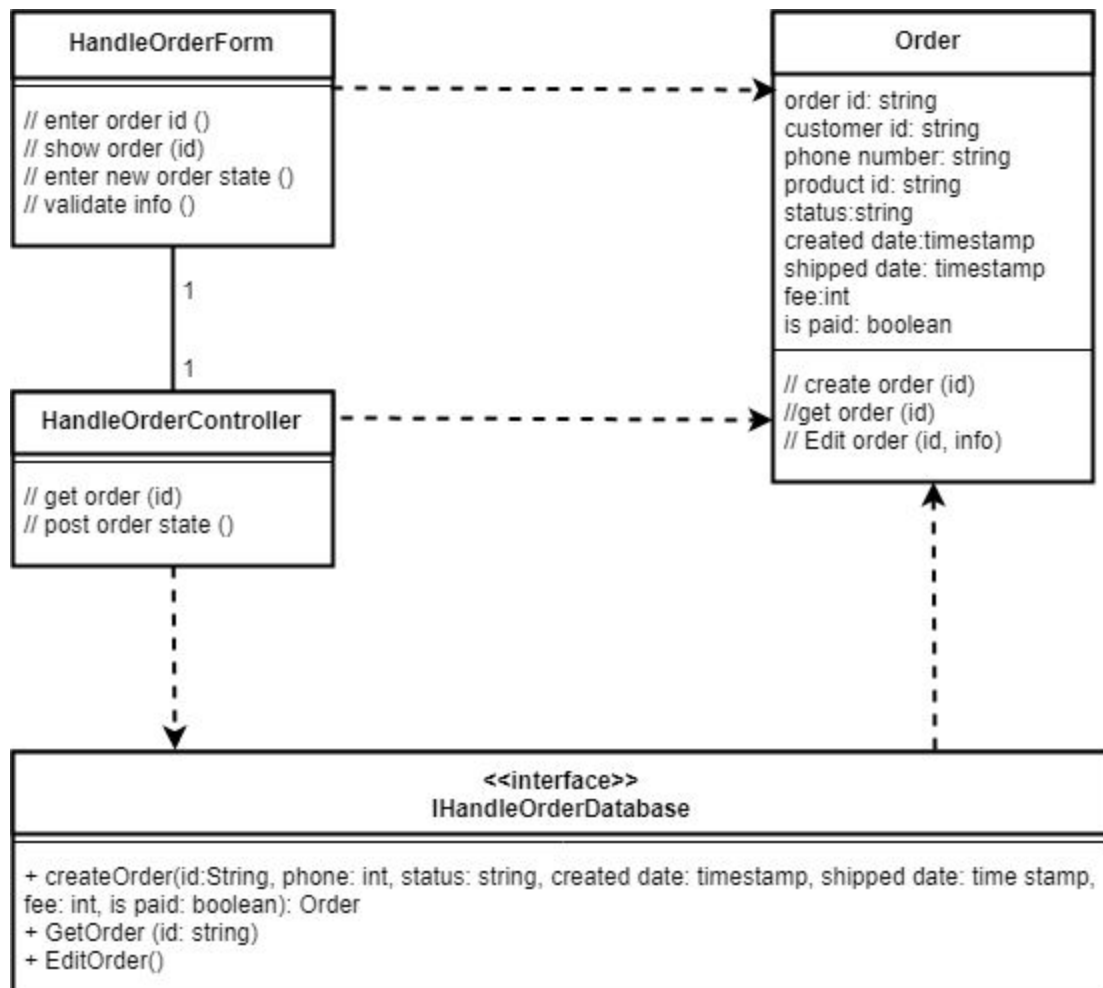 HandleOrderForm
// enter order id ()
// show order (id)
// enter new order state ()
// validate info ()
1
1
HandleOrderController
// get order (id)
// post order state ()
Order
order id: string
customer id: string
phone number: string
product id: string
status:string
created date:timestamp
shipped date: timestamp
fee:int
is paid: boolean
// create order (id)
//get order (id)
// Edit order (id, info)
<<interface>>
IHandleOrderDatabase
+ createOrder(id:String, phone: int, status: string, created date: timestamp, shipped date: time stamp,
fee: int, is paid: boolean): Order
+ GetOrder (id: string)
+ EditOrder()